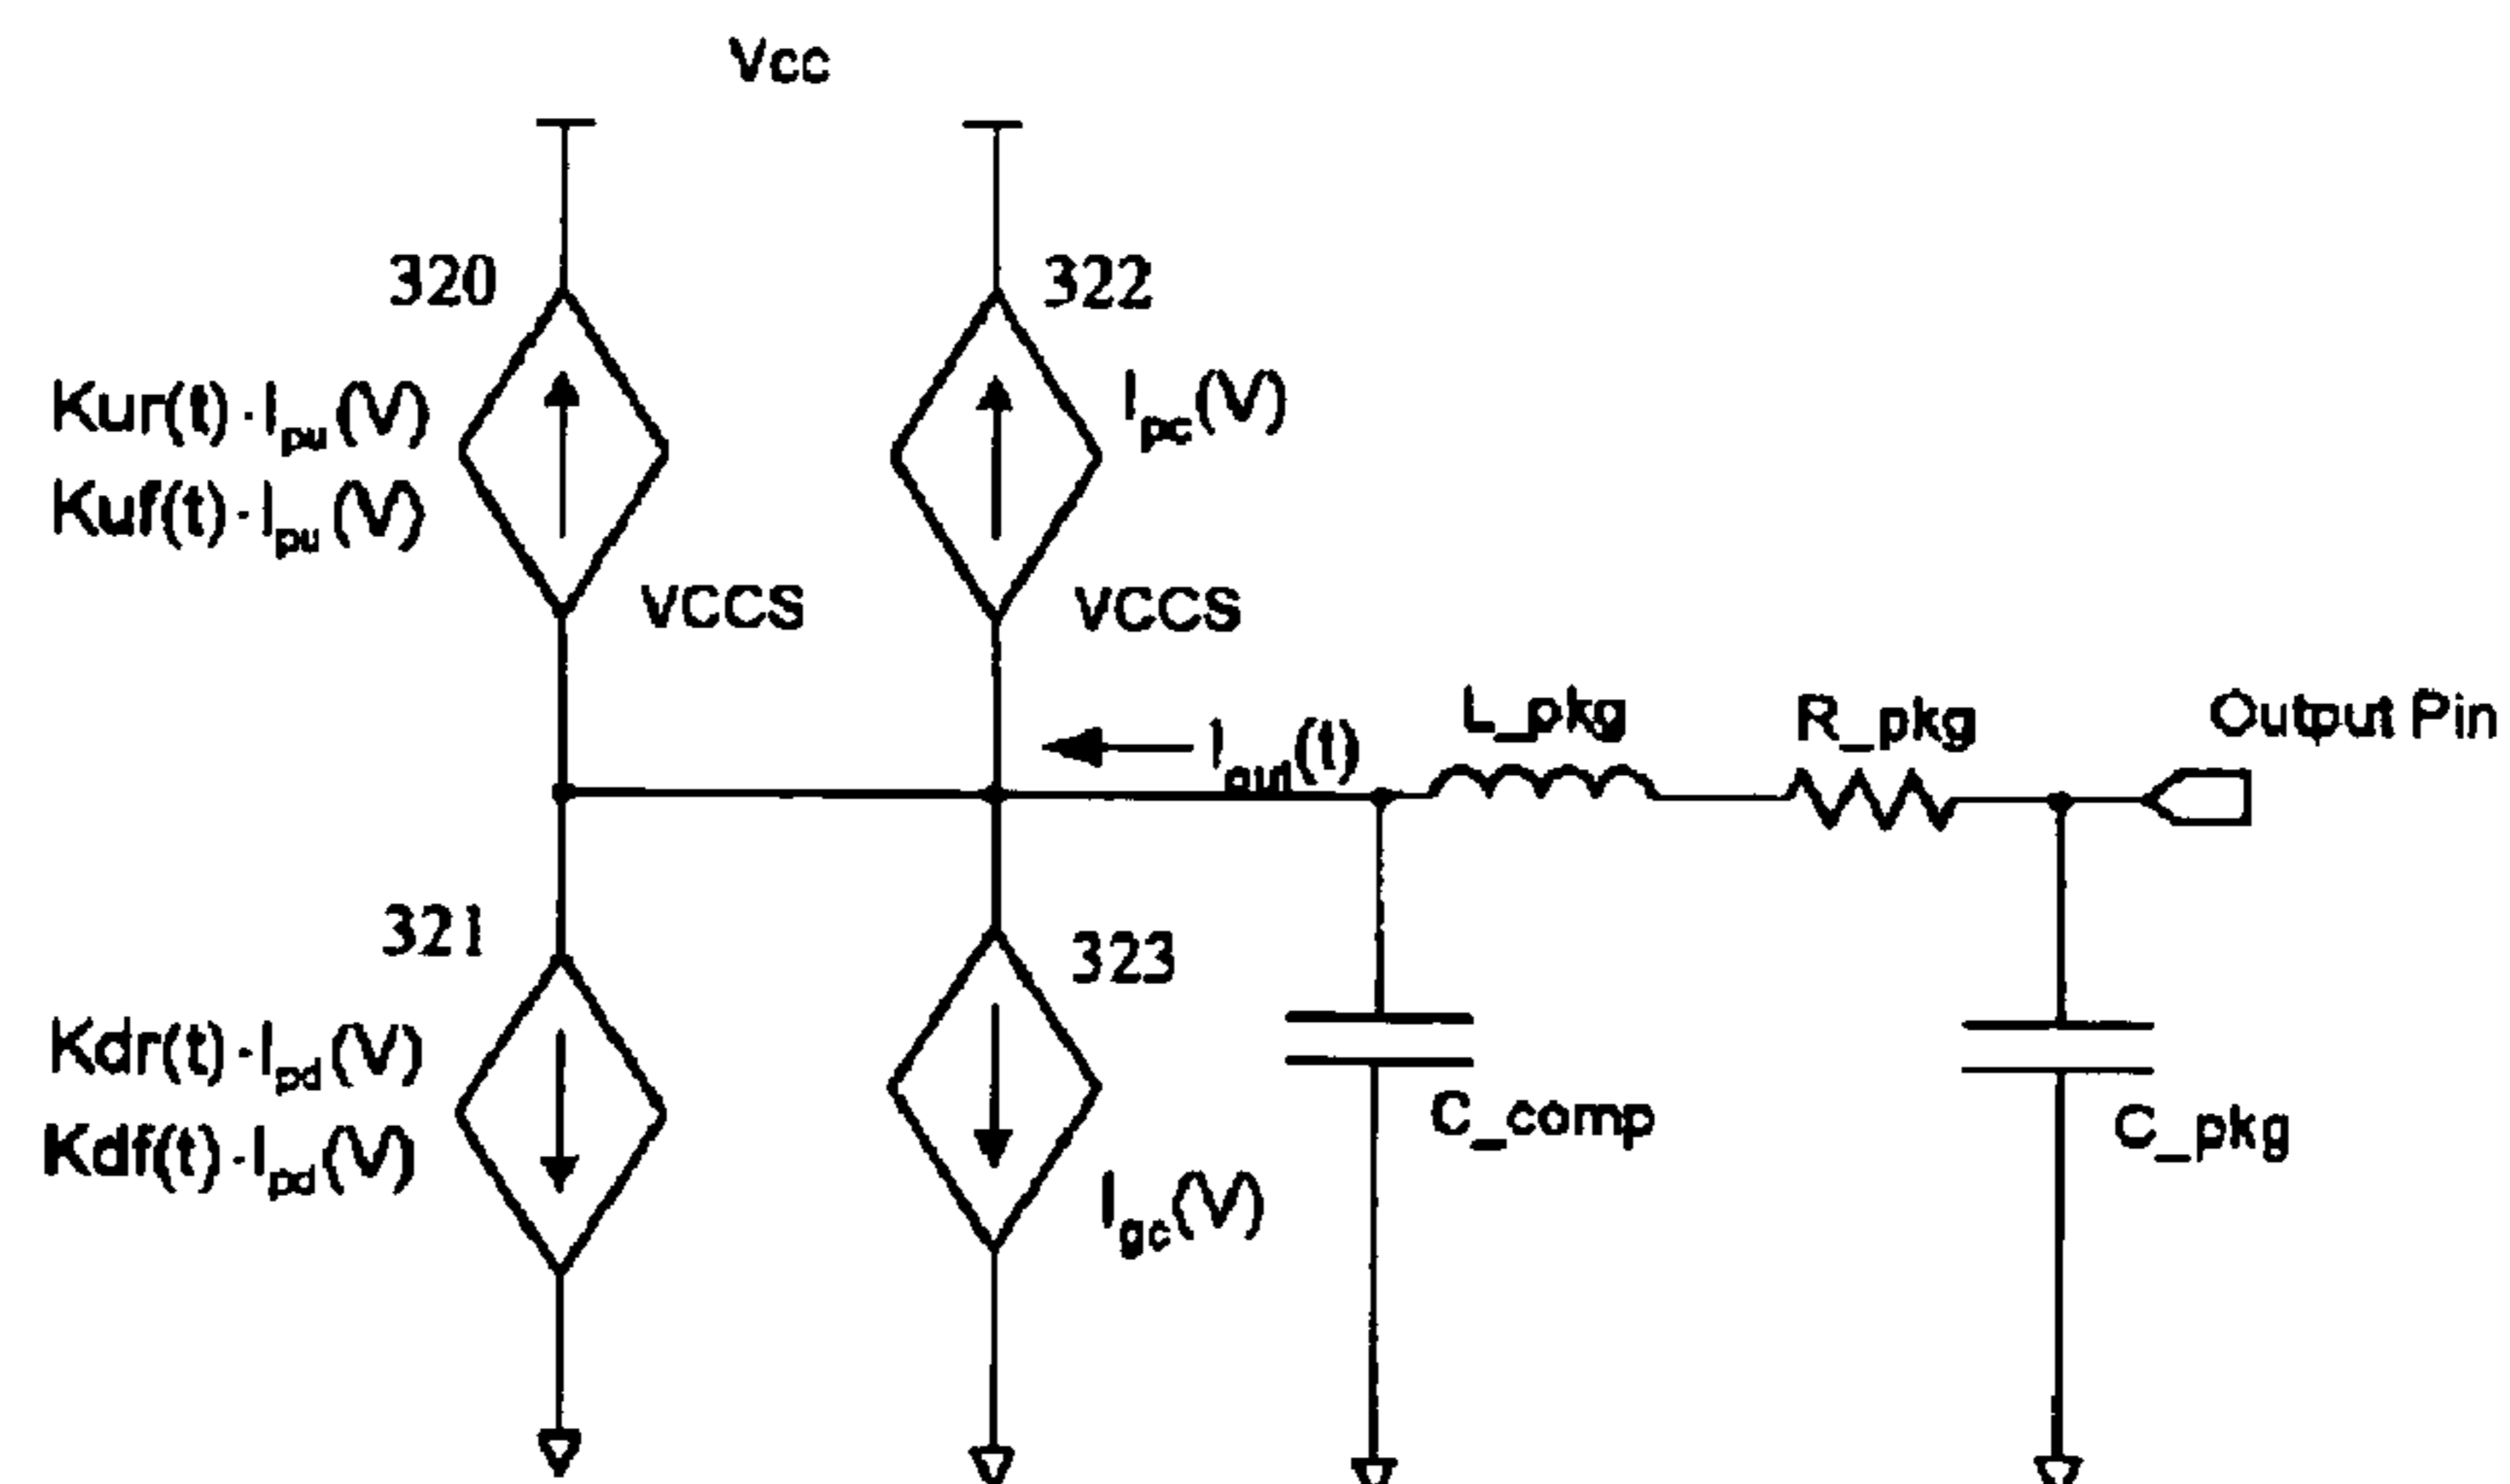 Vcc
320
322
Kur(t)·Ipu(V)
Ipc(V)
Kuf(t)·Ipu(V)
VCCS
VCCS
Iout(t)
L_pkg
R_pkg
Output Pin
321
323
Kdr(t)·Ipd(V)
Kdf(t)·Ipd(V)
C_comp
C_pkg
Igc(V)